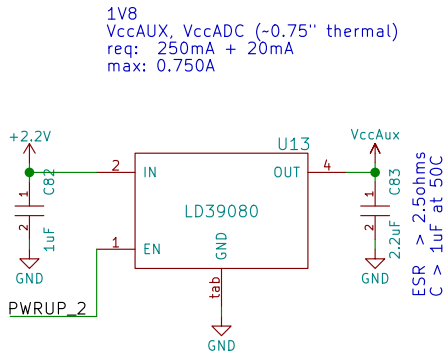 1V8
VccAUX, VccADC (~0.75" thermal)
req: 250mA + 20mA
max: 0.750A
+2.2V
U13
VccAux
2
IN
OUT
4
C82
1
2
1uF
LD39080
C83
1
2
2.2uF
ESR > 2.5ohms
C > 1uF at 50C
1
EN
GND
tab
GND
GND
PWRUP_2
GND